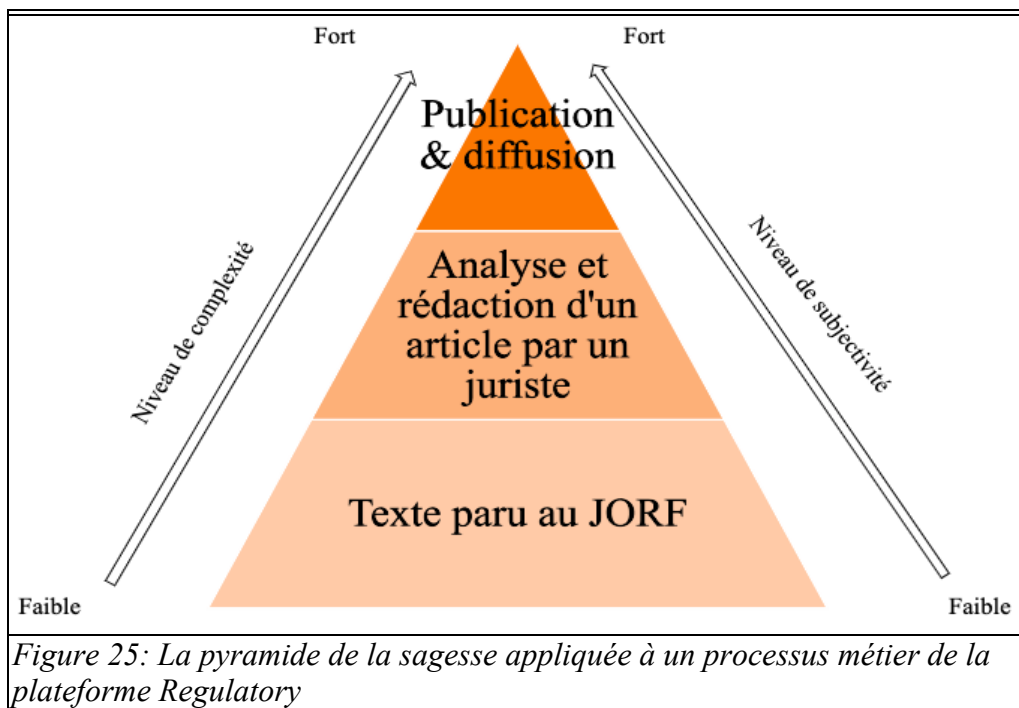 Fort
Fort
Publication
& diffusion
Niveau de complexité
Niveau de subjectivité
Analyse et
rédaction d'un
article par un
juriste
Texte paru au JORF
Faible
Faible
Figure 25: La pyramide de la sagesse appliquée à un processus métier de la
plateforme Regulatory